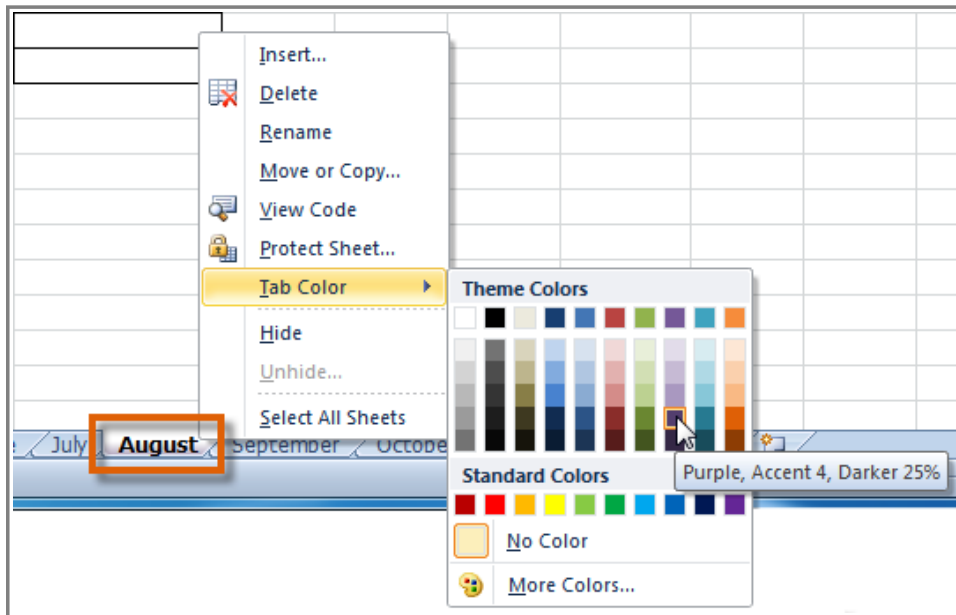 Insert...
Delete
Rename
Move or Copy...
View Code
Protect Sheet...
Tab Color
Hide
Unhide...
Select All Sheets
Theme Colors
July August September Octobe
Purple, Accent 4, Darker 25%
Standard Colors
No Color
More Colors...